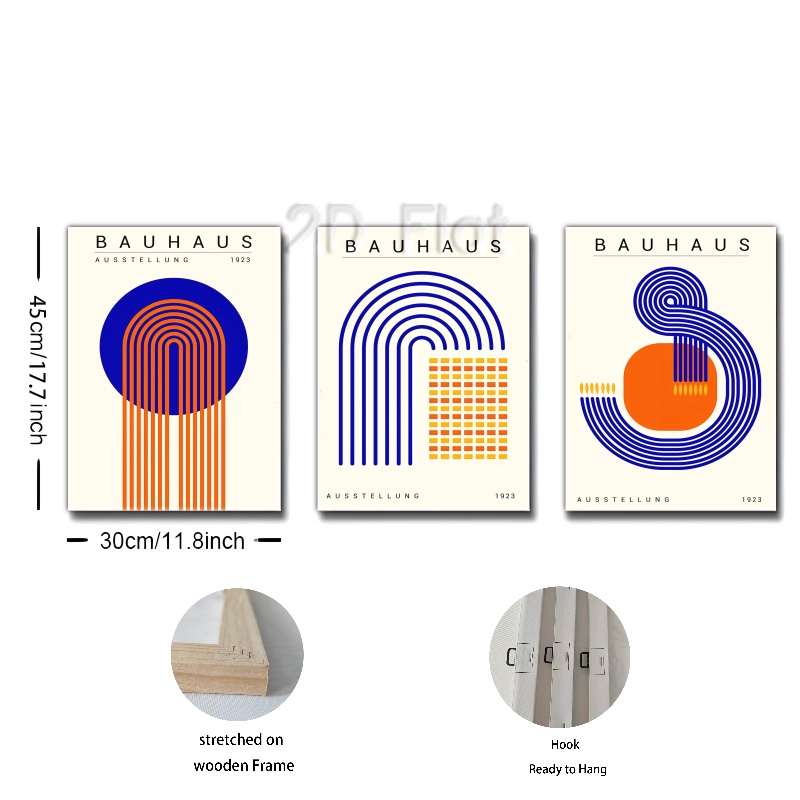 2D Flat
BAUHAUS
AUSSTELLUNG 1923
BAUHAUS
AUSSTELLUNG 1923
BAUHAUS
AUSSTELLUNG 1923
45cm/17.7inch
30cm/11.8inch
stretched on
wooden Frame
Hook
Ready to Hang